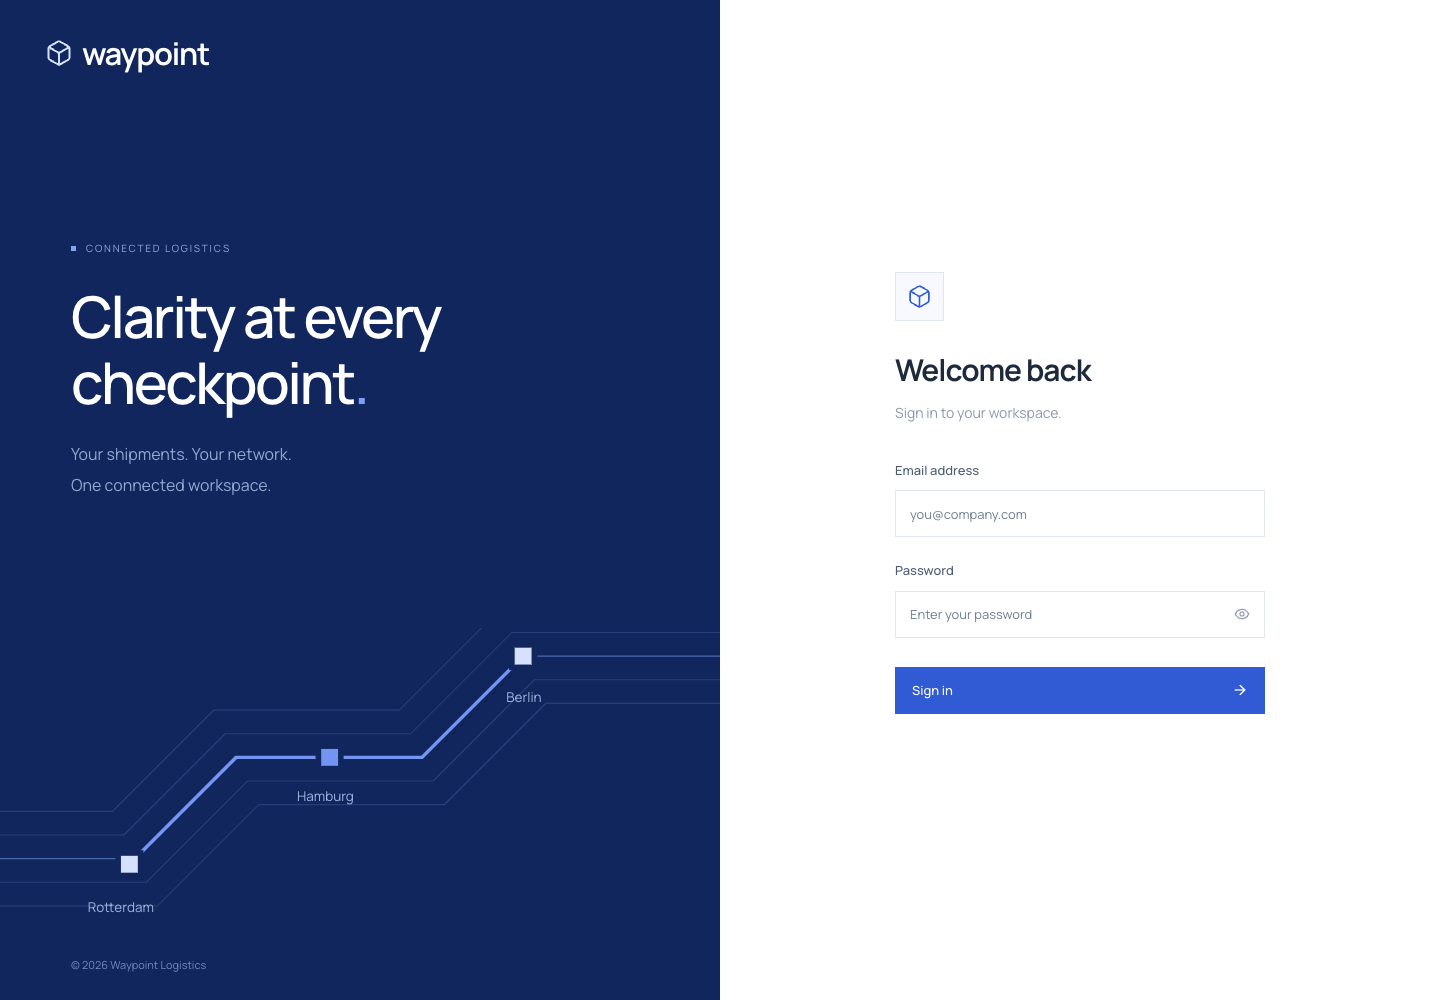 waypoint
CONNECTED LOGISTICS
Clarity at every
checkpoint.
Your shipments. Your network.
One connected workspace.
Berlin
Hamburg
Rotterdam
© 2026 Waypoint Logistics
Welcome back
Sign in to your workspace.
Email address
you@company.com
Password
Enter your password
Sign in